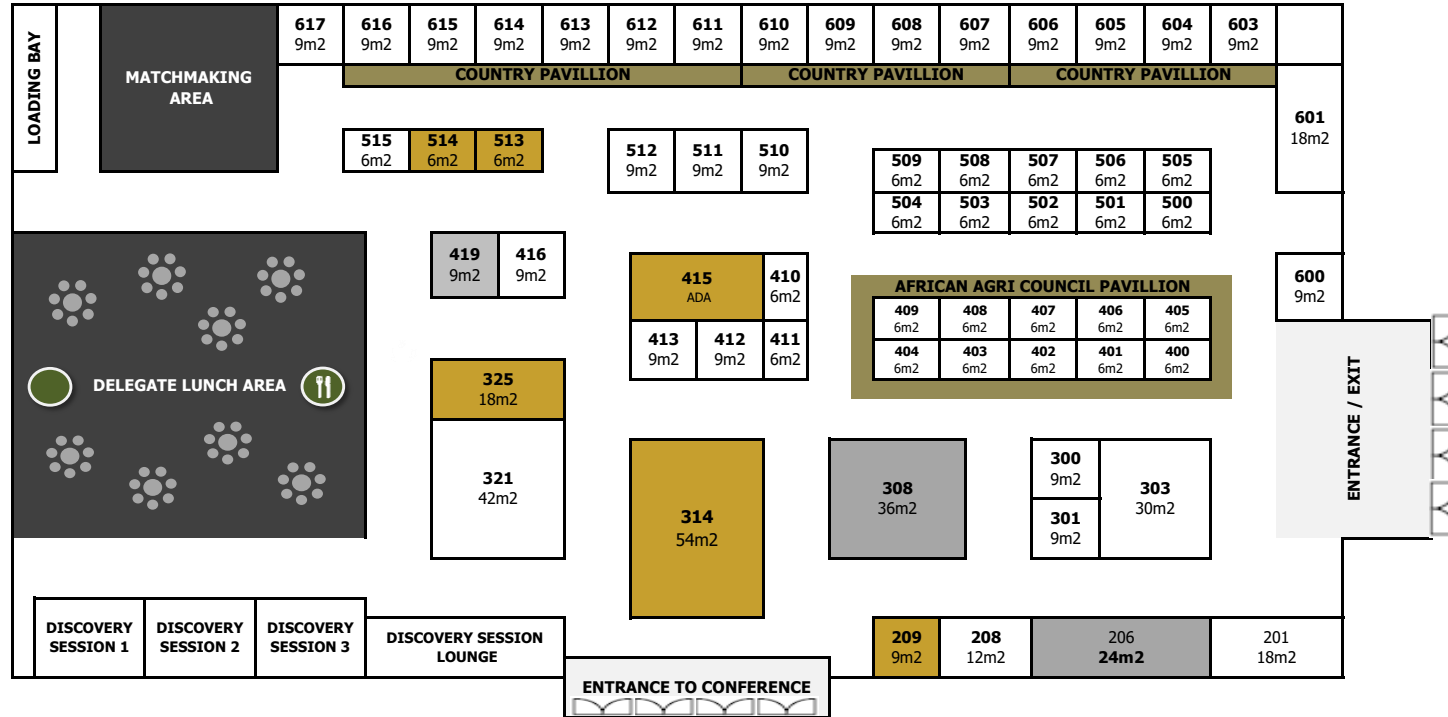 LOADING BAY
MATCHMAKING
AREA
617
9m2
616
9m2
615
9m2
614
9m2
613
9m2
612
9m2
611
9m2
610
9m2
609
9m2
608
9m2
607
9m2
606
9m2
605
9m2
604
9m2
603
9m2
COUNTRY PAVILLION
COUNTRY PAVILLION
COUNTRY PAVILLION
601
18m2
515
6m2
514
6m2
513
6m2
512
9m2
511
9m2
510
9m2
509
6m2
508
6m2
507
6m2
506
6m2
505
6m2
504
6m2
503
6m2
502
6m2
501
6m2
500
6m2
419
9m2
416
9m2
415
ADA
410
6m2
413
9m2
412
9m2
411
6m2
AFRICAN AGRI COUNCIL PAVILLION
409
6m2
408
6m2
407
6m2
406
6m2
405
6m2
404
6m2
403
6m2
402
6m2
401
6m2
400
6m2
600
9m2
ENTRANCE / EXIT
DELEGATE LUNCH AREA
325
18m2
321
42m2
314
54m2
308
36m2
300
9m2
301
9m2
303
30m2
DISCOVERY
SESSION 1
DISCOVERY
SESSION 2
DISCOVERY
SESSION 3
DISCOVERY SESSION
LOUNGE
ENTRANCE TO CONFERENCE
209
9m2
208
12m2
206
24m2
201
18m2